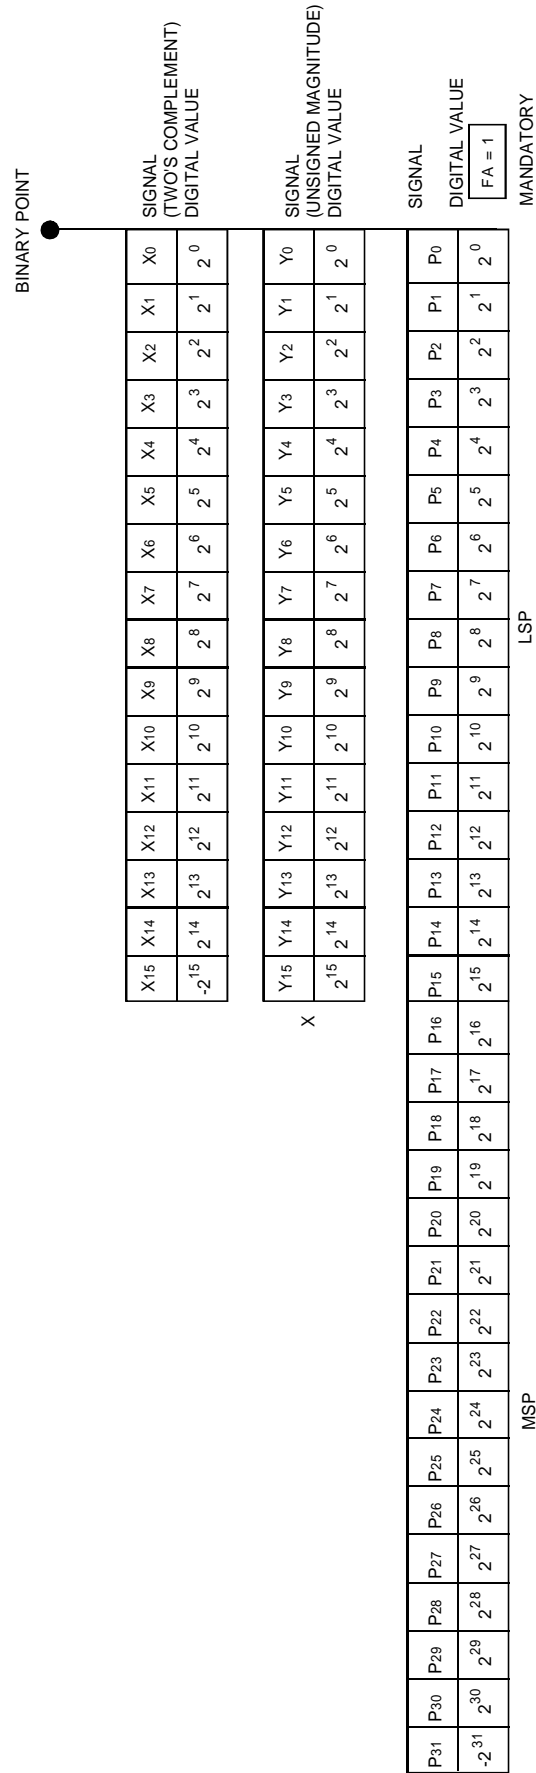 BINARY POINT
X15 X14 X13 X12 X11 X10 X9 X8 X7 X6 X5 X4 X3 X2 X1 X0 SIGNAL
(TWO'S COMPLEMENT)
-2^15 2^14 2^13 2^12 2^11 2^10 2^9 2^8 2^7 2^6 2^5 2^4 2^3 2^2 2^1 2^0 DIGITAL VALUE
Y15 Y14 Y13 Y12 Y11 Y10 Y9 Y8 Y7 Y6 Y5 Y4 Y3 Y2 Y1 Y0 SIGNAL
X (UNSIGNED MAGNITUDE)
2^15 2^14 2^13 2^12 2^11 2^10 2^9 2^8 2^7 2^6 2^5 2^4 2^3 2^2 2^1 2^0 DIGITAL VALUE
P31 P30 P29 P28 P27 P26 P25 P24 P23 P22 P21 P20 P19 P18 P17 P16 P15 P14 P13 P12 P11 P10 P9 P8 P7 P6 P5 P4 P3 P2 P1 P0 SIGNAL
-2^31 2^30 2^29 2^28 2^27 2^26 2^25 2^24 2^23 2^22 2^21 2^20 2^19 2^18 2^17 2^16 2^15 2^14 2^13 2^12 2^11 2^10 2^9 2^8 2^7 2^6 2^5 2^4 2^3 2^2 2^1 2^0 DIGITAL VALUE
FA = 1
MSP LSP MANDATORY